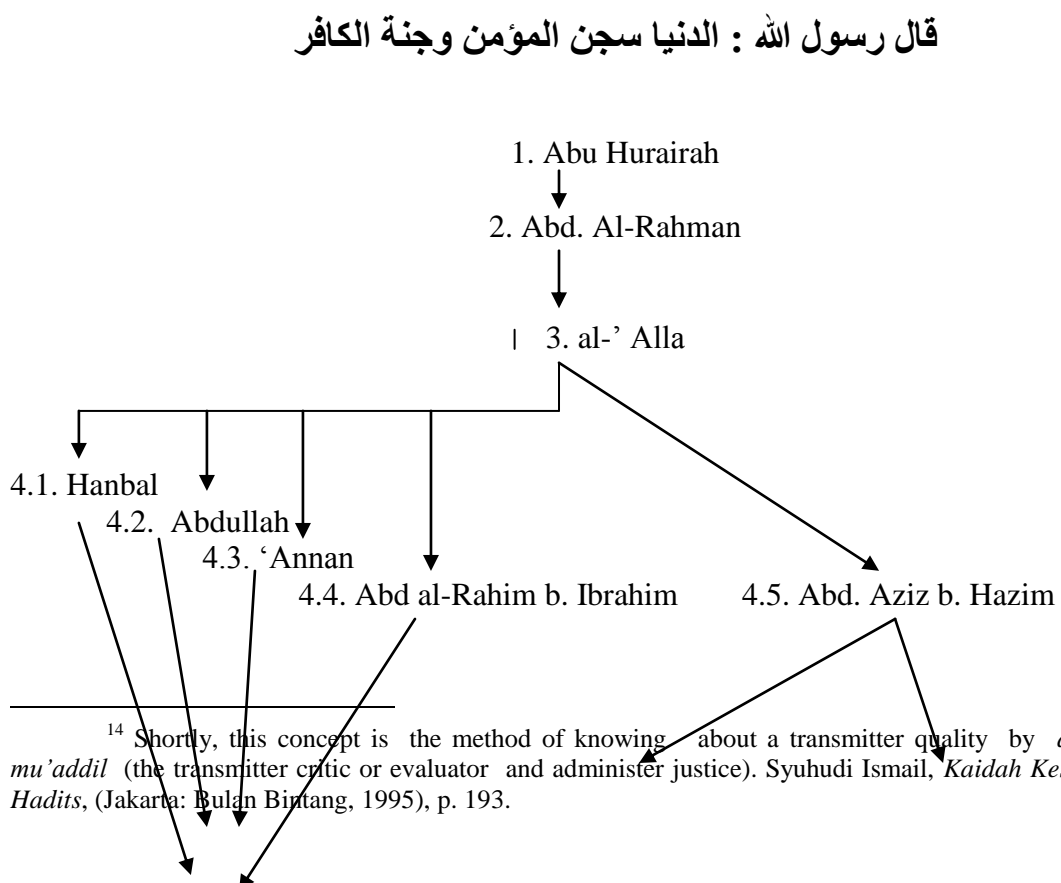 قال رسول الله : الدنيا سجن المؤمن وجنة الكافر
1. Abu Hurairah
2. Abd. Al-Rahman
| 3. al-’ Alla
4.1. Hanbal
4.2. Abdullah
4.3. ‘Annan
4.4. Abd al-Rahim b. Ibrahim 4.5. Abd. Aziz b. Hazim
14 Shortly, this concept is the method of knowing about a transmitter quality by
mu’addil (the transmitter critic or evaluator and administer justice). Syuhudi Ismail, Kaidah
Hadits, (Jakarta: Bulan Bintang, 1995), p. 193.